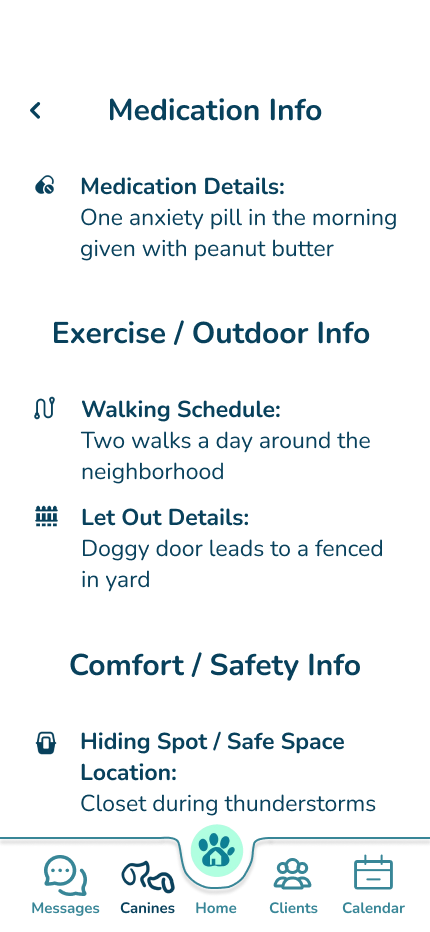 Medication Info
Medication Details:
One anxiety pill in the morning
given with peanut butter
Exercise / Outdoor Info
Walking Schedule:
Two walks a day around the
neighborhood
Let Out Details:
Doggy door leads to a fenced
in yard
Comfort / Safety Info
Hiding Spot / Safe Space
Location:
Closet during thunderstorms
Messages Canines Home Clients Calendar